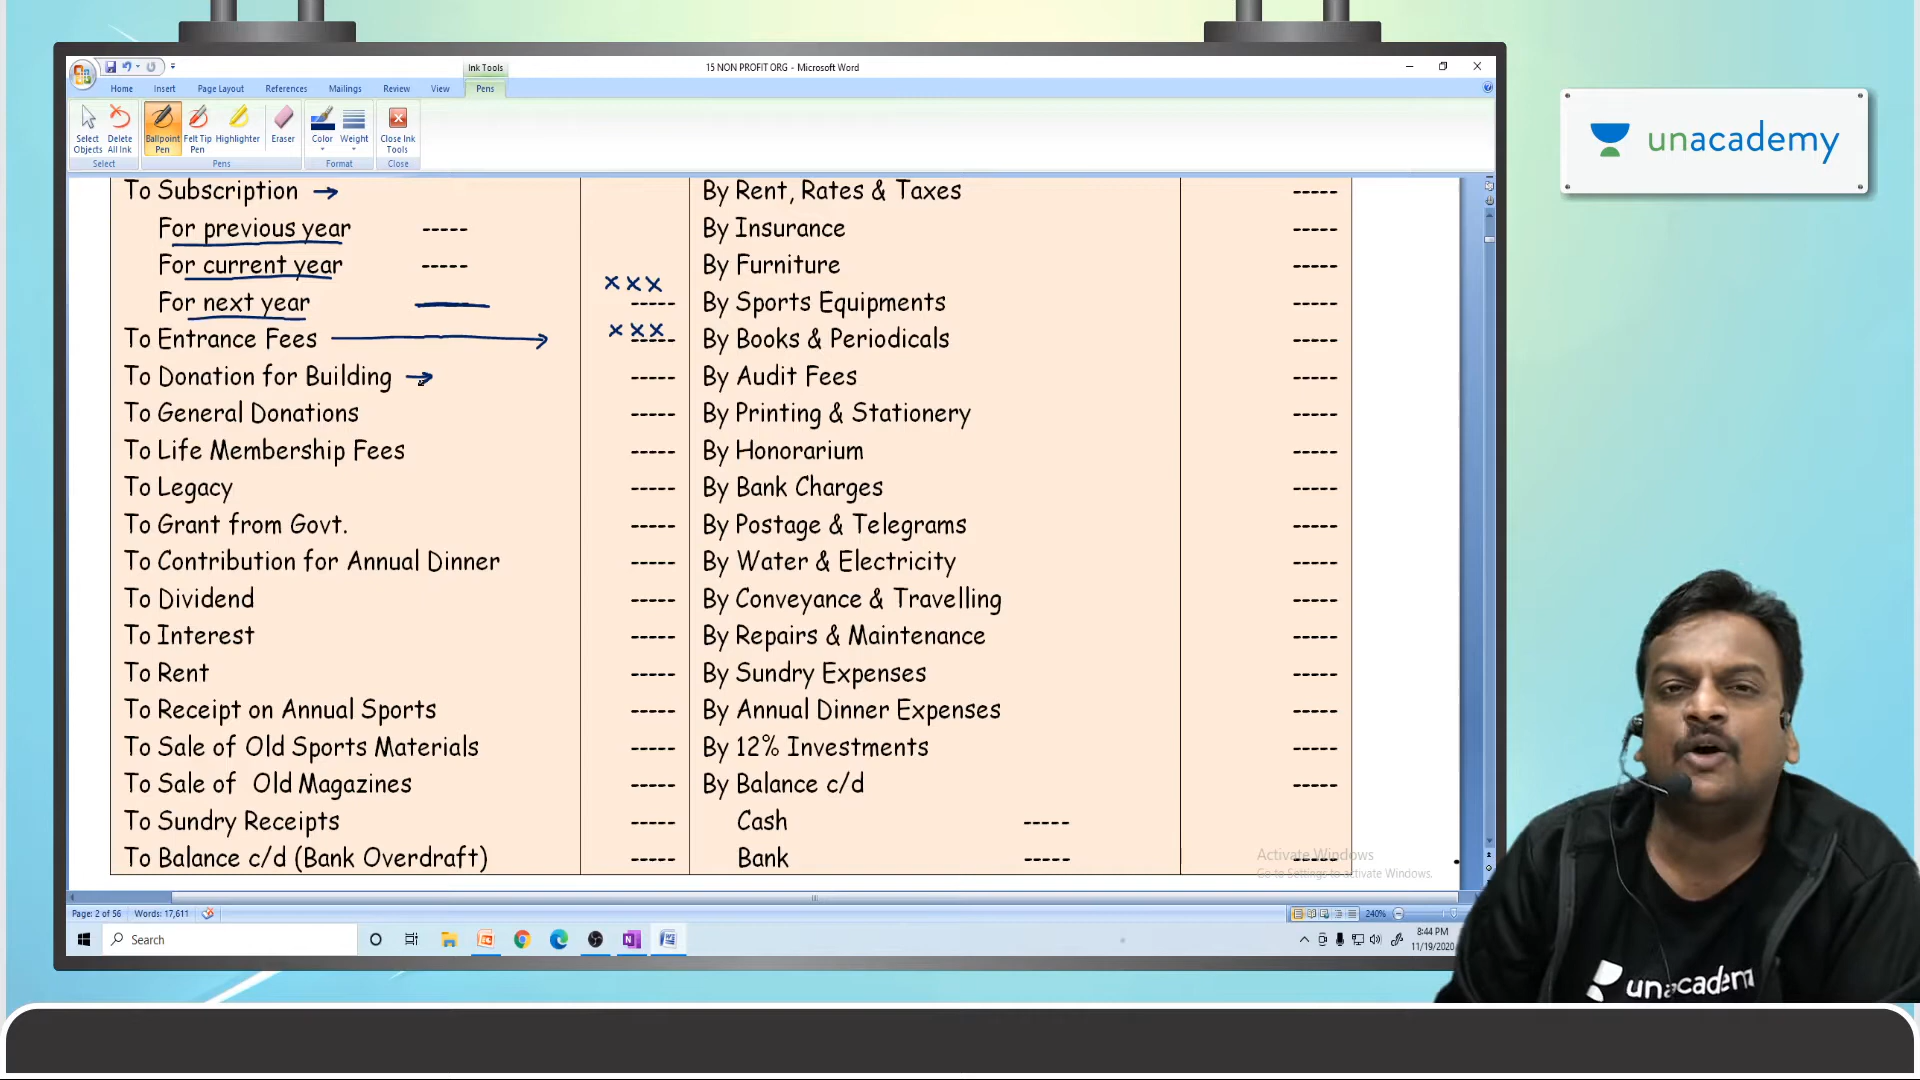 Ink Tools
15 NON PROFIT ORG - Microsoft Word
Home Insert Page Layout References Mailings Review View Pens
Select Objects
Delete All Ink
Ballpoint Pen
Felt Tip Pen
Highlighter
Eraser
Color
Weight
Close Ink Tools
Select Pens Format Close
unacademy
To Subscription → By Rent, Rates & Taxes -----
For previous year ----- By Insurance -----
For current year ----- By Furniture -----
xxx
For next year ----- By Sports Equipments -----
xxx
To Entrance Fees → ----- By Books & Periodicals -----
To Donation for Building → ----- By Audit Fees -----
To General Donations ----- By Printing & Stationery -----
To Life Membership Fees ----- By Honorarium -----
To Legacy ----- By Bank Charges -----
To Grant from Govt. ----- By Postage & Telegrams -----
To Contribution for Annual Dinner ----- By Water & Electricity -----
To Dividend ----- By Conveyance & Travelling -----
To Interest ----- By Repairs & Maintenance -----
To Rent ----- By Sundry Expenses -----
To Receipt on Annual Sports ----- By Annual Dinner Expenses -----
To Sale of Old Sports Materials ----- By 12% Investments -----
To Sale of Old Magazines ----- By Balance c/d -----
To Sundry Receipts ----- Cash -----
To Balance c/d (Bank Overdraft) ----- Bank ----- -----
Activate Windows
Go to Settings to activate Windows.
Page: 2 of 56 Words: 17,611 240%
Search
8:44 PM
11/19/2020
unacadem